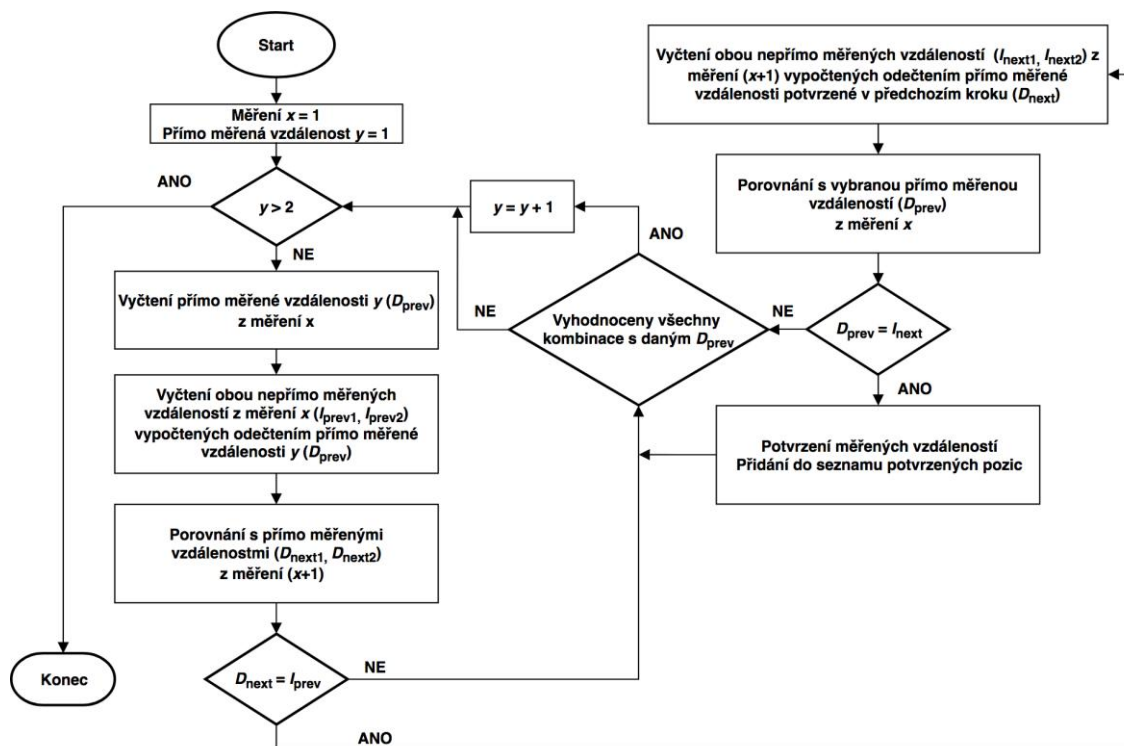 Start
Měření x = 1
Přímo měřená vzdálenost y = 1
ANO
y > 2
NE
Vyčtení přímo měřené vzdálenosti y (Dprev)
z měření x
Vyčtení obou nepřímo měřených
vzdáleností z měření x (Iprev1, Iprev2)
vypočtených odečtením přímo měřené
vzdálenosti y (Dprev)
Porovnání s přímo měřenými
vzdálenostmi (Dnext1, Dnext2)
z měření (x+1)
Dnext = Iprev
NE
ANO
Konec
y = y + 1
ANO
NE
Vyhodnoceny všechny
kombinace s daným Dprev
Vyčtení obou nepřímo měřených vzdáleností (Inext1, Inext2) z
měření (x+1) vypočtených odečtením přímo měřené
vzdálenosti potvrzené v předchozím kroku (Dnext)
Porovnání s vybranou přímo měřenou
vzdáleností (Dprev)
z měření x
Dprev = Inext
NE
ANO
Potvrzení měřených vzdáleností
Přidání do seznamu potvrzených pozic